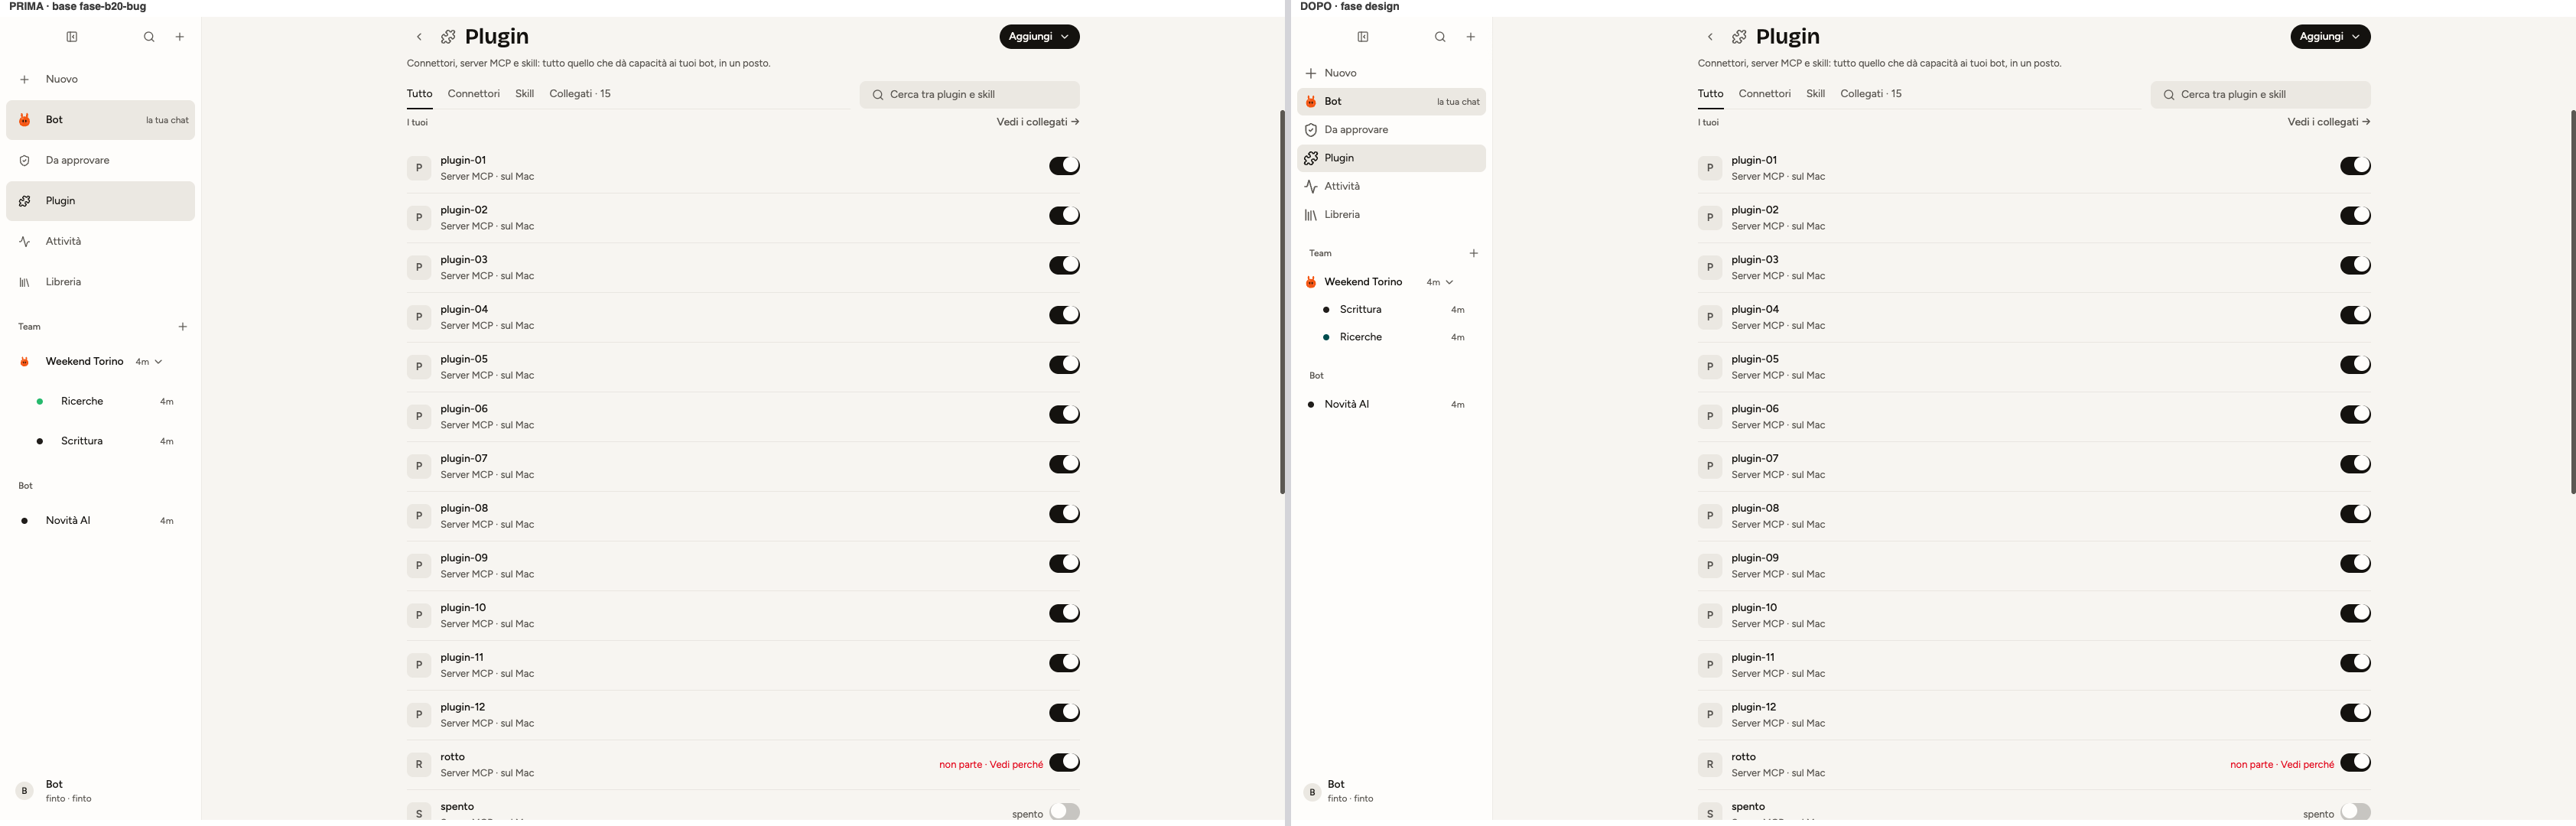 PRIMA · base fase-b20-bug
Nuovo
Bot la tua chat
Da approvare
Plugin
Attività
Libreria
Team
Weekend Torino 4m
Ricerche 4m
Scrittura 4m
Bot
Novità AI 4m
B
Bot
finto · finto
Plugin
Aggiungi
Connettori, server MCP e skill: tutto quello che dà capacità ai tuoi bot, in un posto.
Tutto Connettori Skill Collegati · 15
Cerca tra plugin e skill
I tuoi
Vedi i collegati →
P
plugin-01
Server MCP · sul Mac
P
plugin-02
Server MCP · sul Mac
P
plugin-03
Server MCP · sul Mac
P
plugin-04
Server MCP · sul Mac
P
plugin-05
Server MCP · sul Mac
P
plugin-06
Server MCP · sul Mac
P
plugin-07
Server MCP · sul Mac
P
plugin-08
Server MCP · sul Mac
P
plugin-09
Server MCP · sul Mac
P
plugin-10
Server MCP · sul Mac
P
plugin-11
Server MCP · sul Mac
P
plugin-12
Server MCP · sul Mac
R
rotto
Server MCP · sul Mac
non parte · Vedi perché
S
spento
spento
DOPO · fase design
Nuovo
Bot la tua chat
Da approvare
Plugin
Attività
Libreria
Team
Weekend Torino 4m
Scrittura 4m
Ricerche 4m
Bot
Novità AI 4m
B
Bot
finto · finto
Plugin
Aggiungi
Connettori, server MCP e skill: tutto quello che dà capacità ai tuoi bot, in un posto.
Tutto Connettori Skill Collegati · 15
Cerca tra plugin e skill
I tuoi
Vedi i collegati →
P
plugin-01
Server MCP · sul Mac
P
plugin-02
Server MCP · sul Mac
P
plugin-03
Server MCP · sul Mac
P
plugin-04
Server MCP · sul Mac
P
plugin-05
Server MCP · sul Mac
P
plugin-06
Server MCP · sul Mac
P
plugin-07
Server MCP · sul Mac
P
plugin-08
Server MCP · sul Mac
P
plugin-09
Server MCP · sul Mac
P
plugin-10
Server MCP · sul Mac
P
plugin-11
Server MCP · sul Mac
P
plugin-12
Server MCP · sul Mac
R
rotto
Server MCP · sul Mac
non parte · Vedi perché
S
spento
spento